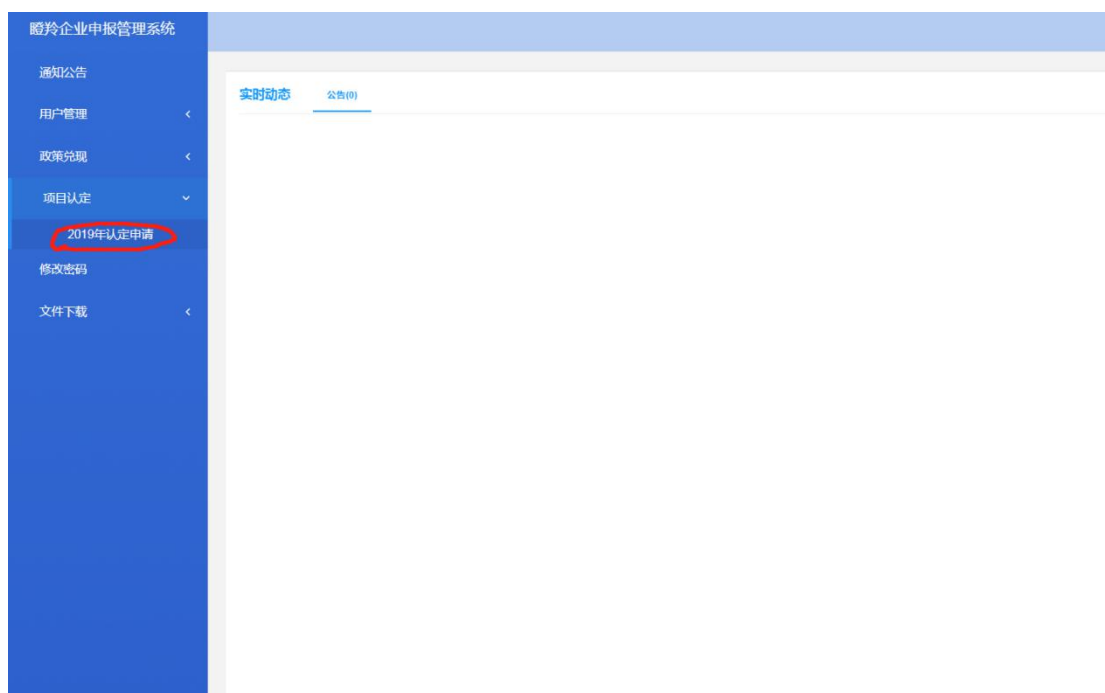 瞪羚企业申报管理系统
通知公告
实时动态 公告(0)
用户管理
政策兑现
项目认定
2019年认定申请
修改密码
文件下载